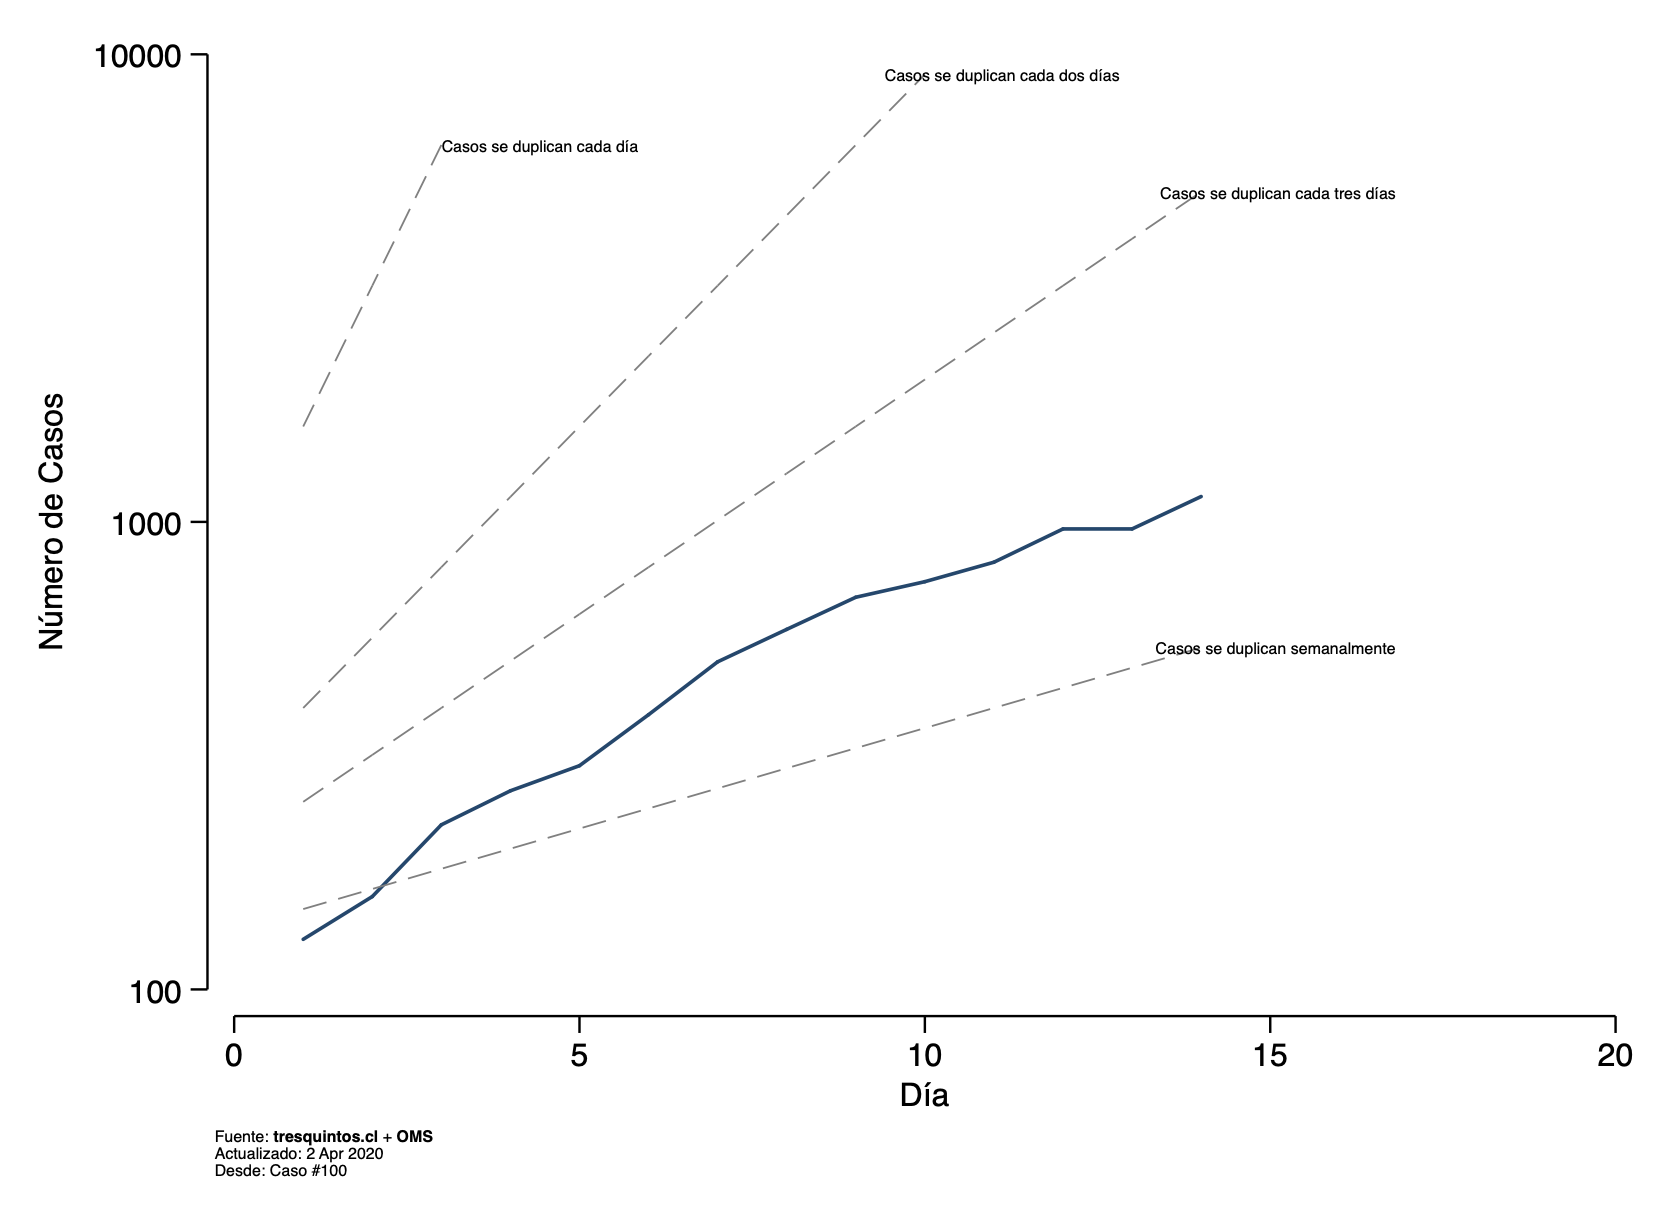 10000
Casos se duplican cada dos días
Casos se duplican cada día
Casos se duplican cada tres días
Número de Casos
1000
Casos se duplican semanalmente
100
0 5 10 15 20
Día
Fuente: tresquintos.cl + OMS
Actualizado: 2 Apr 2020
Desde: Caso #100